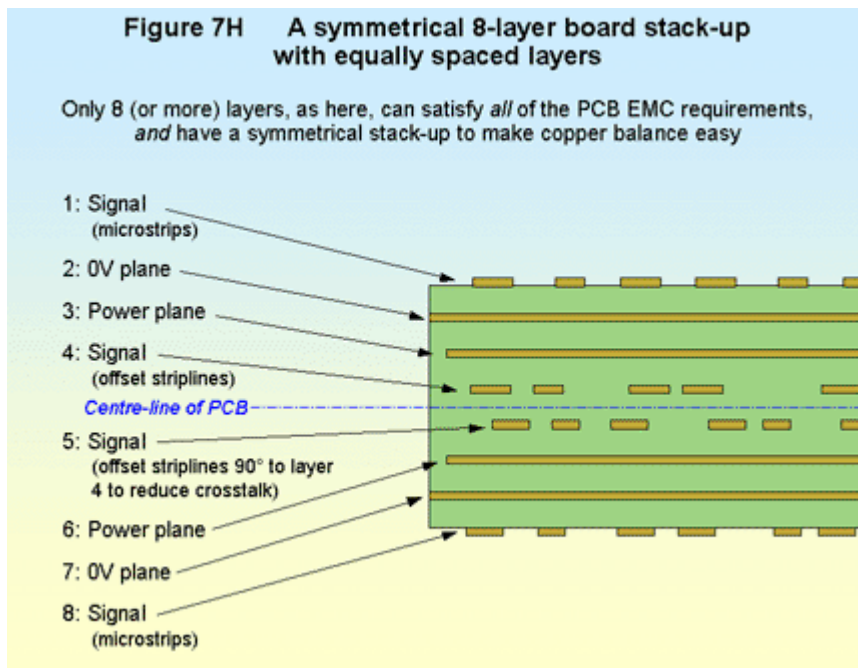 Figure 7H A symmetrical 8-layer board stack-up
with equally spaced layers
Only 8 (or more) layers, as here, can satisfy all of the PCB EMC requirements,
and have a symmetrical stack-up to make copper balance easy
1: Signal
(microstrips)
2: 0V plane
3: Power plane
4: Signal
(offset striplines)
Centre-line of PCB
5: Signal
(offset striplines 90° to layer
4 to reduce crosstalk)
6: Power plane
7: 0V plane
8: Signal
(microstrips)